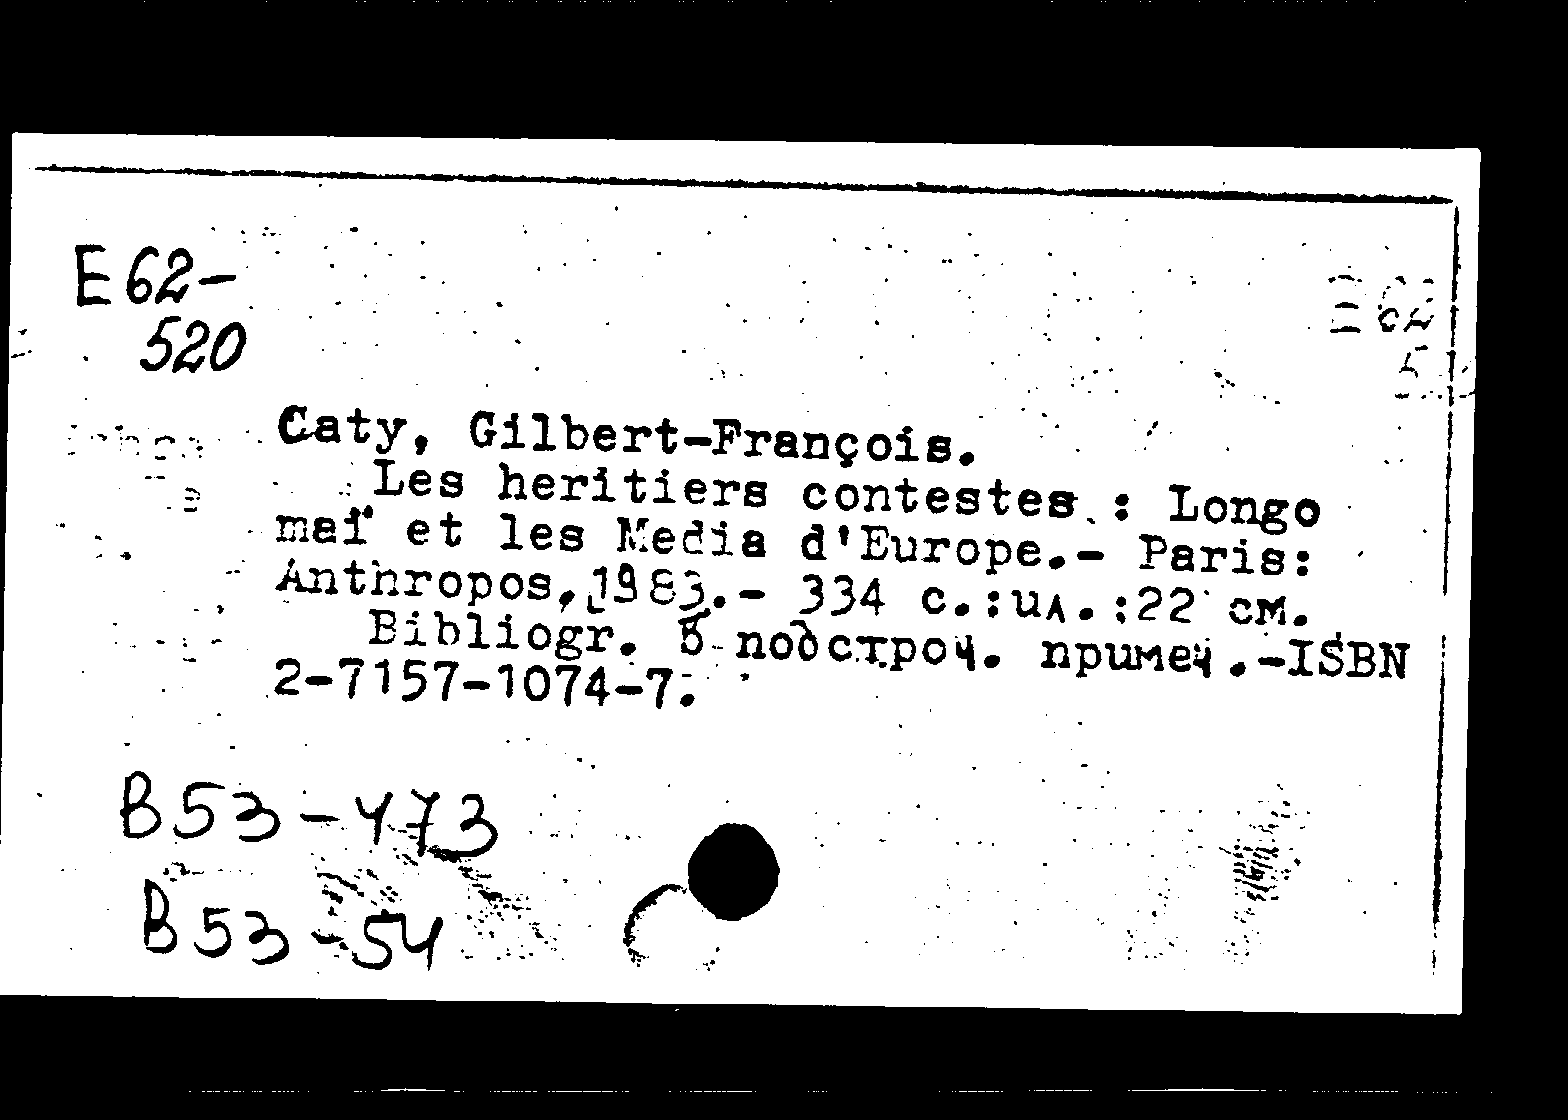 E 62-
520
Caty, Gilbert-François.
Les heritiers contestes : Longo
maï et les Media d'Europe.- Paris:
Anthropos, 1983.- 334 с.:ил.;22 см.
Bibliogr. в подстроч. примеч.-ISBN
2-7157-1074-7.
B53-473
B53-54